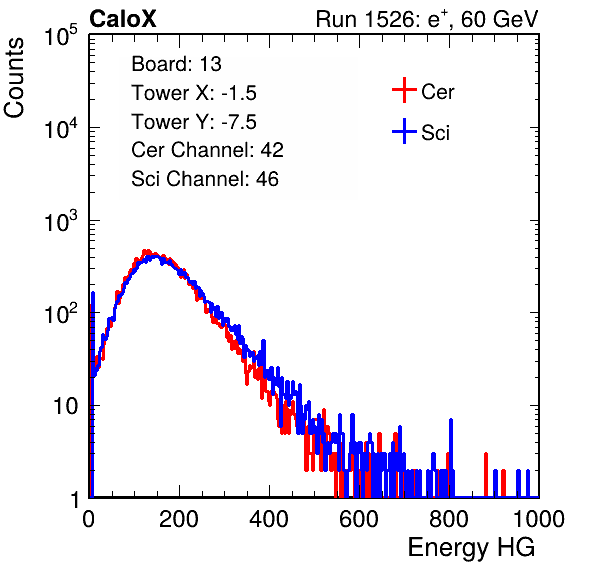 CaloX Run 1526: e⁺, 60 GeV
Counts
10⁵
10⁴
10³
10²
10
1
Board: 13
Tower X: -1.5
Tower Y: -7.5
Cer Channel: 42
Sci Channel: 46
Cer
Sci
0 200 400 600 800 1000
Energy HG